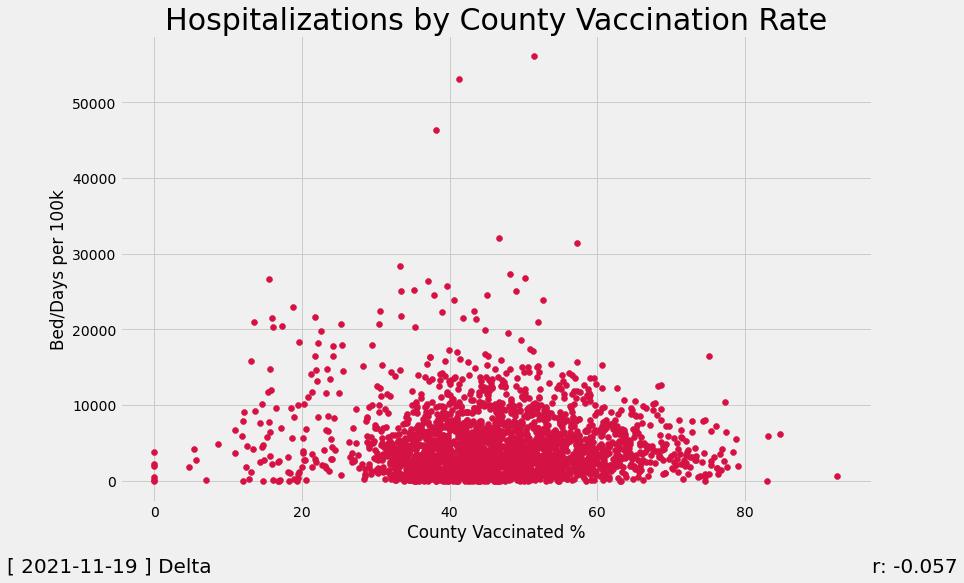 Hospitalizations by County Vaccination Rate
Bed/Days per 100k
50000
40000
30000
20000
10000
0
0 20 40 60 80
County Vaccinated %
[ 2021-11-19 ] Delta
r: -0.057